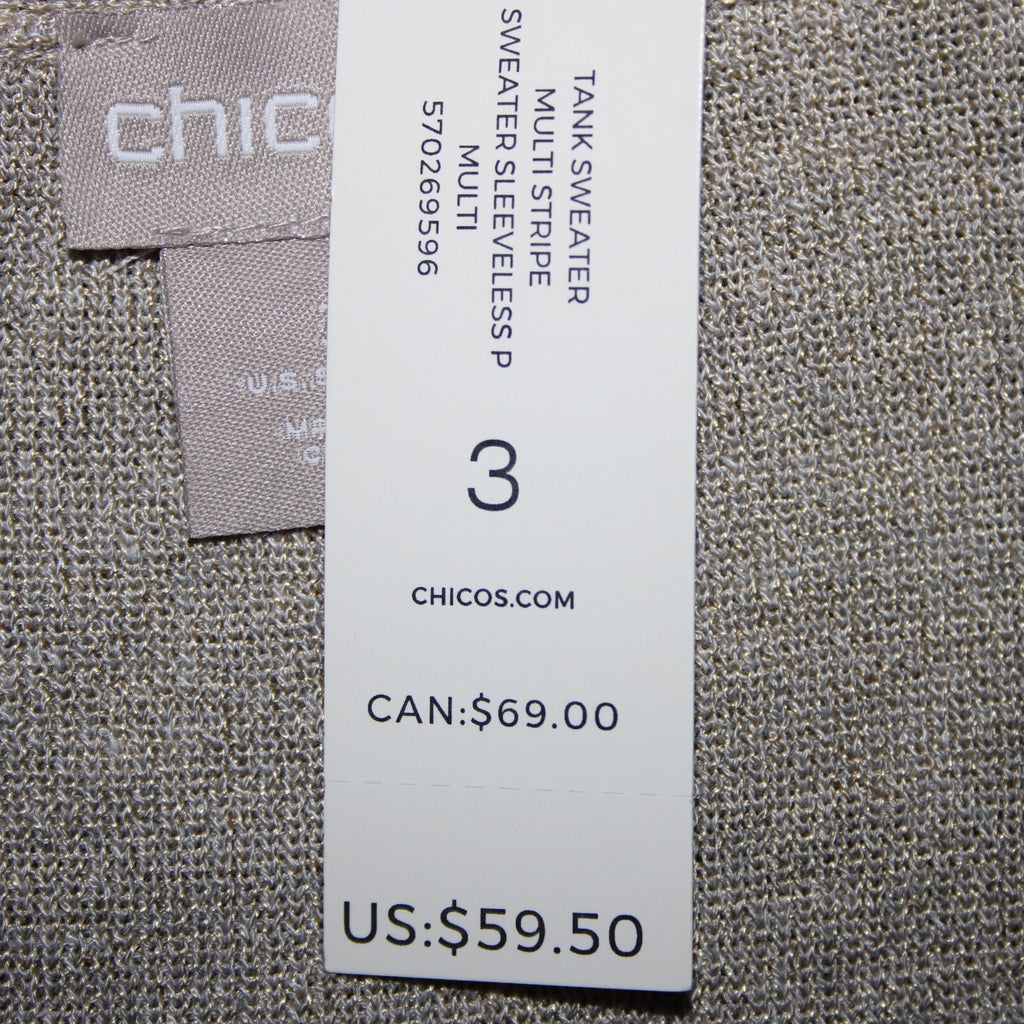 chico
U.S.
TANK SWEATER
MULTI STRIPE
SWEATER SLEEVELESS P
MULTI
570269596
3
CHICOS.COM
CAN:$69.00
US:$59.50